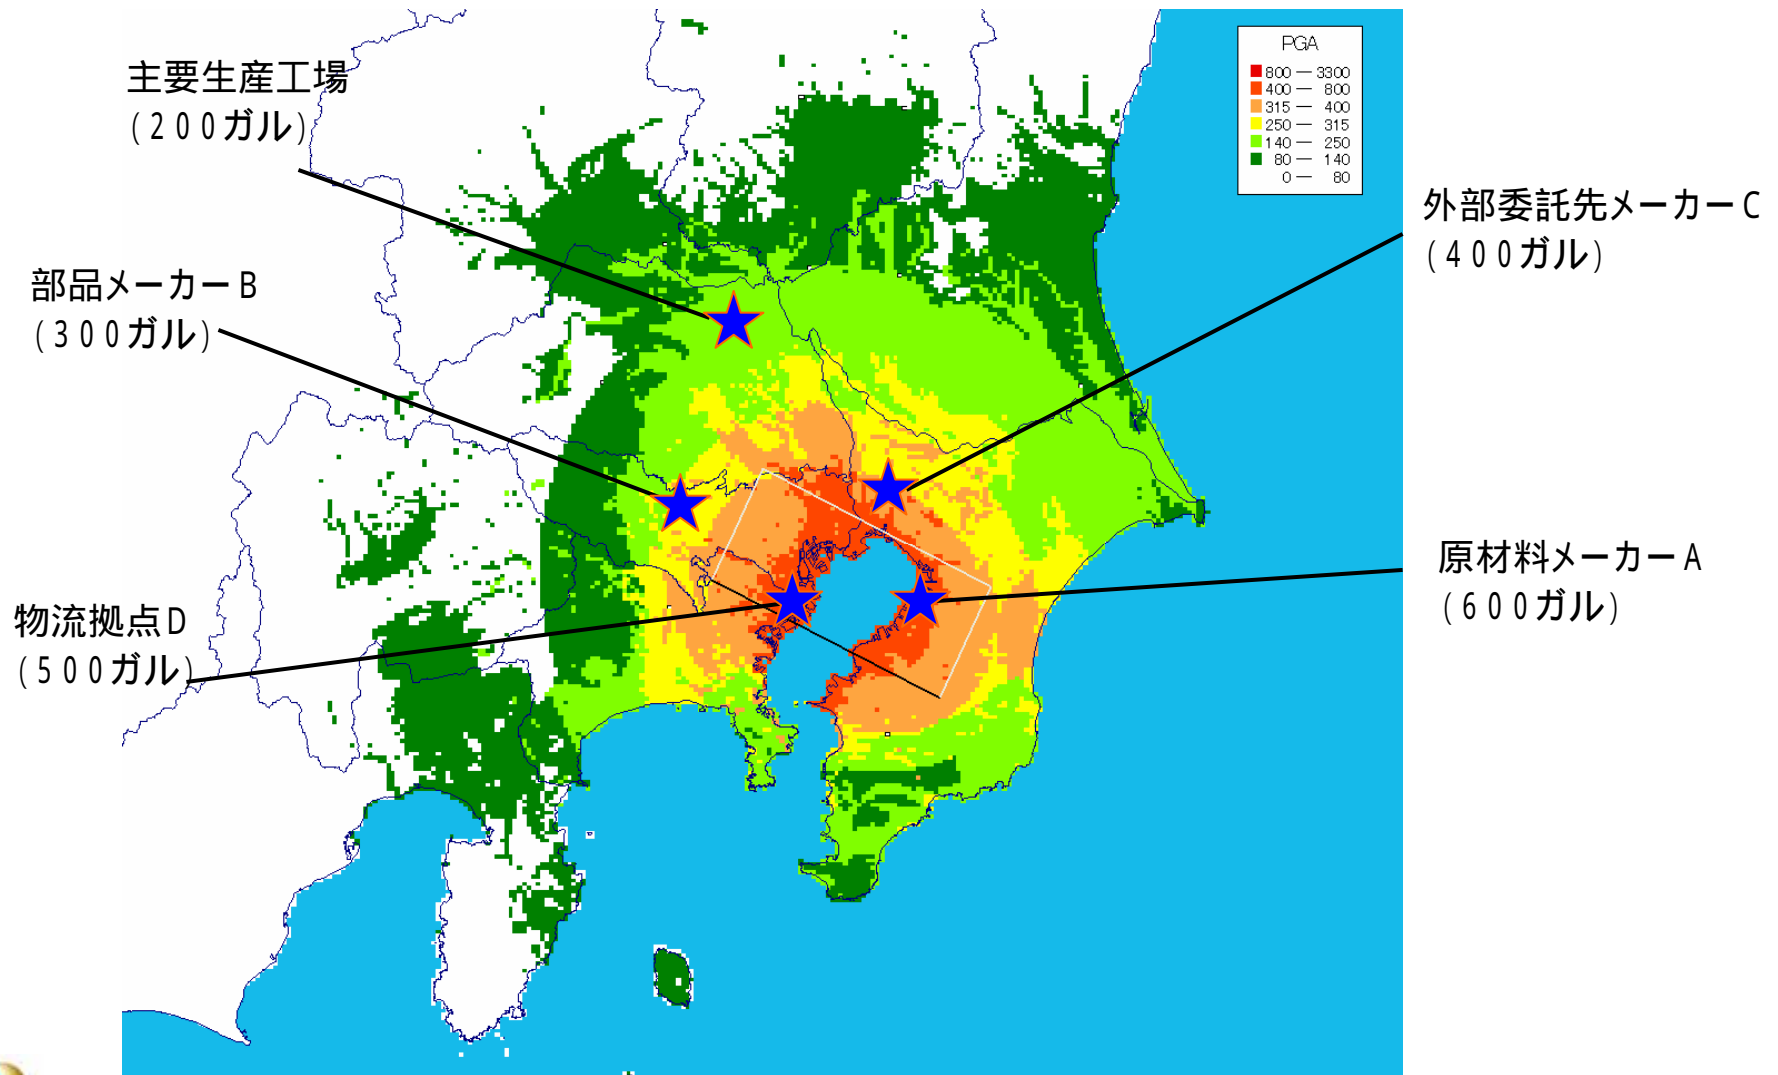 主要生産工場
(200ガル)
部品メーカーB
(300ガル)
物流拠点D
(500ガル)
PGA
800 — 3300
400 — 800
315 — 400
250 — 315
140 — 250
80 — 140
0 — 80
外部委託先メーカーC
(400ガル)
原材料メーカーA
(600ガル)